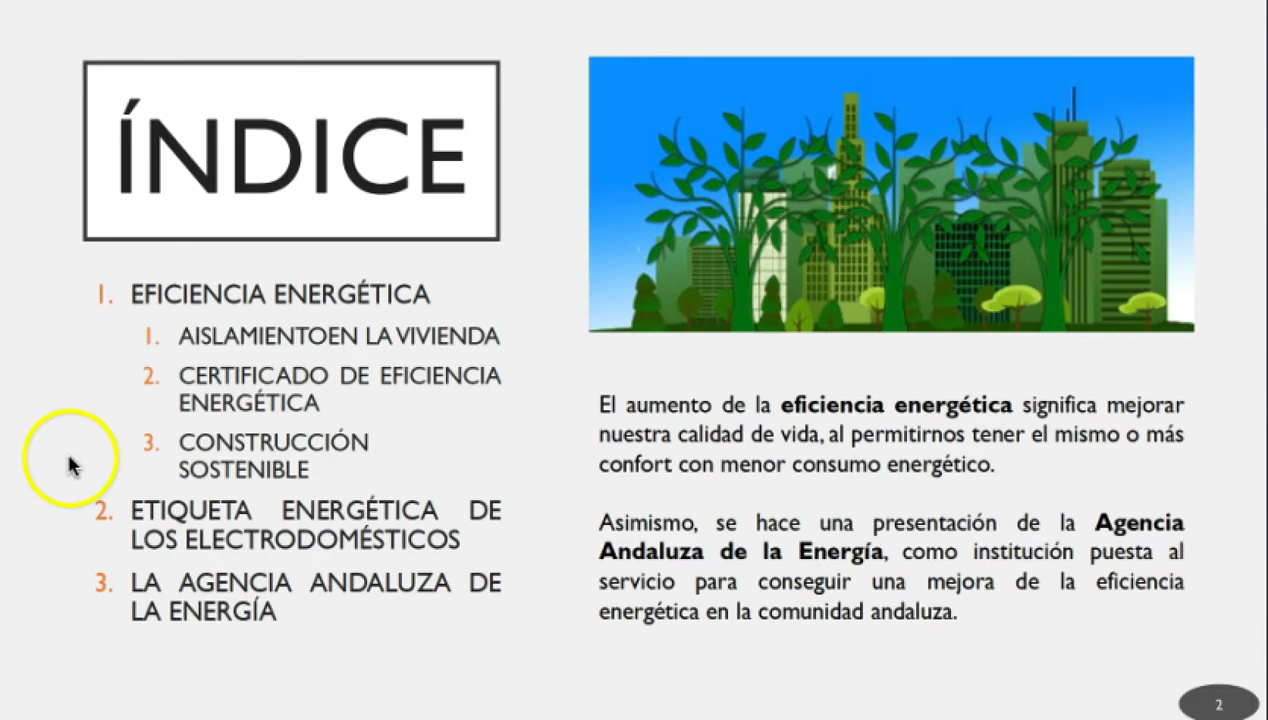 ÍNDICE
1. EFICIENCIA ENERGÉTICA
1. AISLAMIENTOEN LA VIVIENDA
2. CERTIFICADO DE EFICIENCIA
ENERGÉTICA
3. CONSTRUCCIÓN
SOSTENIBLE
2. ETIQUETA ENERGÉTICA DE
LOS ELECTRODOMÉSTICOS
3. LA AGENCIA ANDALUZA DE
LA ENERGÍA
El aumento de la eficiencia energética significa mejorar
nuestra calidad de vida, al permitirnos tener el mismo o más
confort con menor consumo energético.
Asimismo, se hace una presentación de la Agencia
Andaluza de la Energía, como institución puesta al
servicio para conseguir una mejora de la eficiencia
energética en la comunidad andaluza.
2